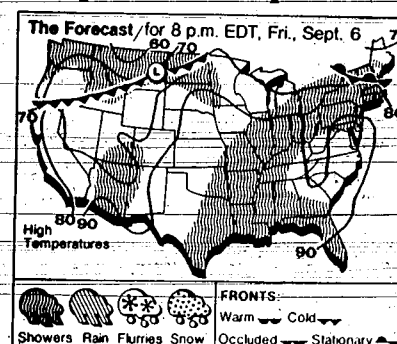 The Forecast/for 8 p.m. EDT, Fri., Sept. 6
60 70
L
70
80
80 90
High
Temperatures
90
FRONTS:
Warm Cold
Showers Rain Flurries Snow
Occluded Stationary